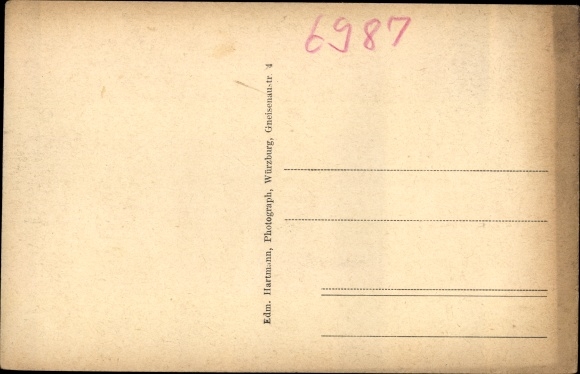 6987
Edm. Hartmann, Photograph, Würzburg, Gneisenau-tr. 4